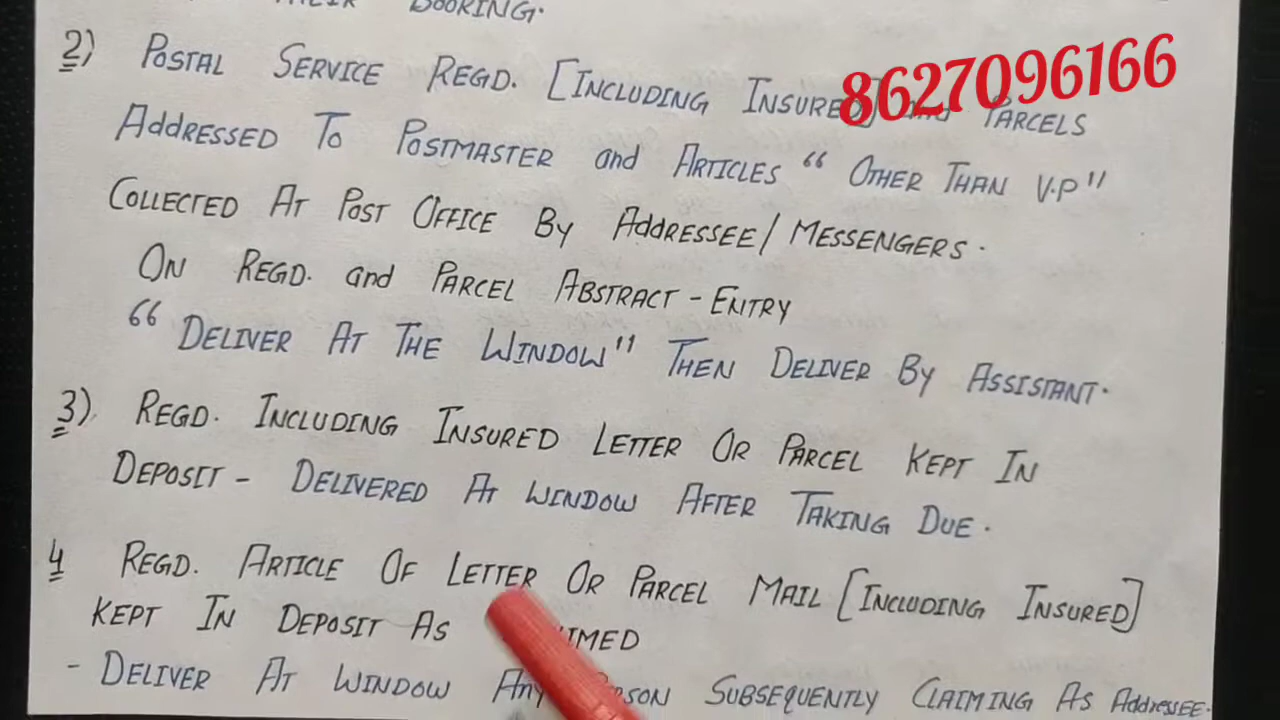 BOOKING.
2) POSTAL SERVICE REGD. [INCLUDING INSURED] and PARCELS
8627096166
ADDRESSED TO POSTMASTER and ARTICLES "OTHER THAN V.P"
COLLECTED AT POST OFFICE BY ADDRESSEE/MESSENGERS.
ON REGD. and PARCEL ABSTRACT - ENTRY
"DELIVER AT THE WINDOW" THEN DELIVER BY ASSISTANT.
3) REGD. INCLUDING INSURED LETTER OR PARCEL KEPT IN
DEPOSIT - DELIVERED AT WINDOW AFTER TAKING DUE.
4 REGD. ARTICLE OF LETTER OR PARCEL MAIL [INCLUDING INSURED]
KEPT IN DEPOSIT AS
- DELIVER AT WINDOW ANY SUBSEQUENTLY CLAIMING AS ADDRESSEE.